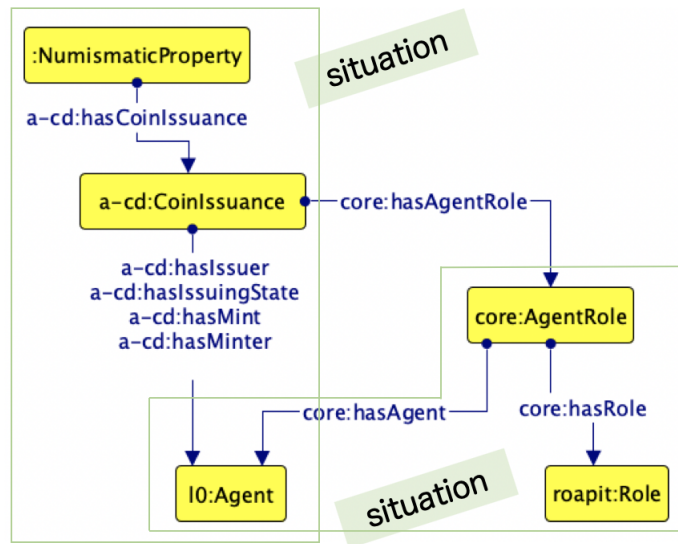 :NumismaticProperty
situation
a-cd:hasCoinIssuance
a-cd:CoinIssuance
core:hasAgentRole
a-cd:hasIssuer
a-cd:hasIssuingState
a-cd:hasMint
a-cd:hasMinter
core:AgentRole
core:hasAgent
core:hasRole
l0:Agent
situation
roapit:Role